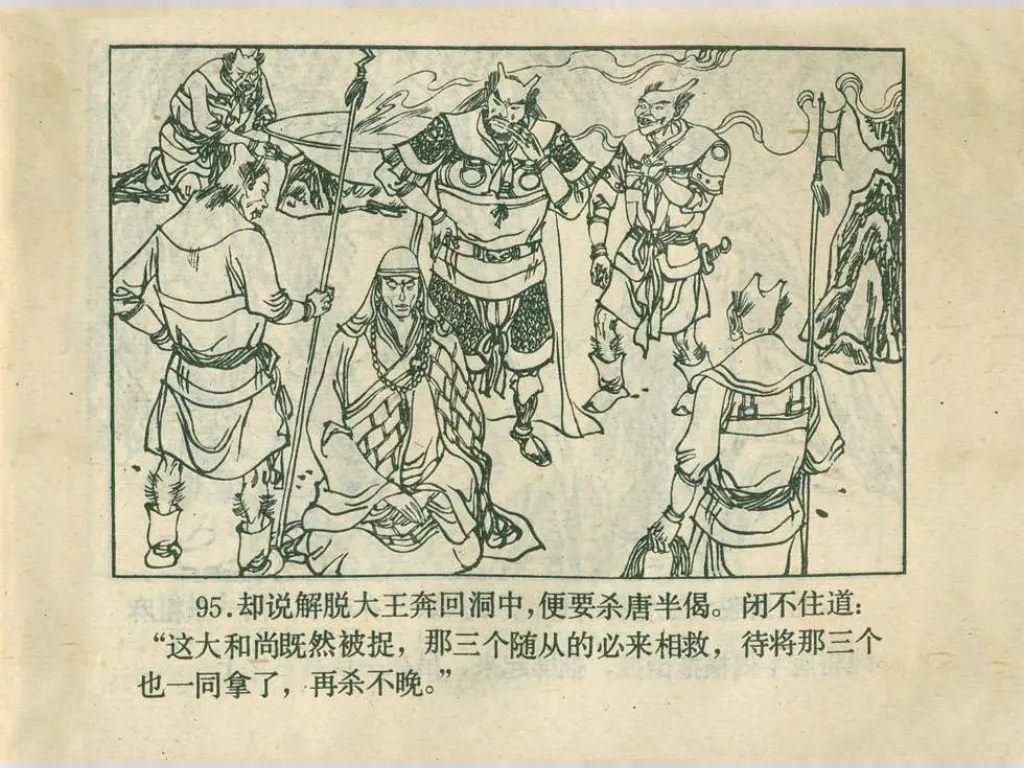 95.却说解脱大王奔回洞中,便要杀唐半偈。闭不住道:
“这大和尚既然被捉,那三个随从的必来相救,待将那三个
也一同拿了,再杀不晚。”